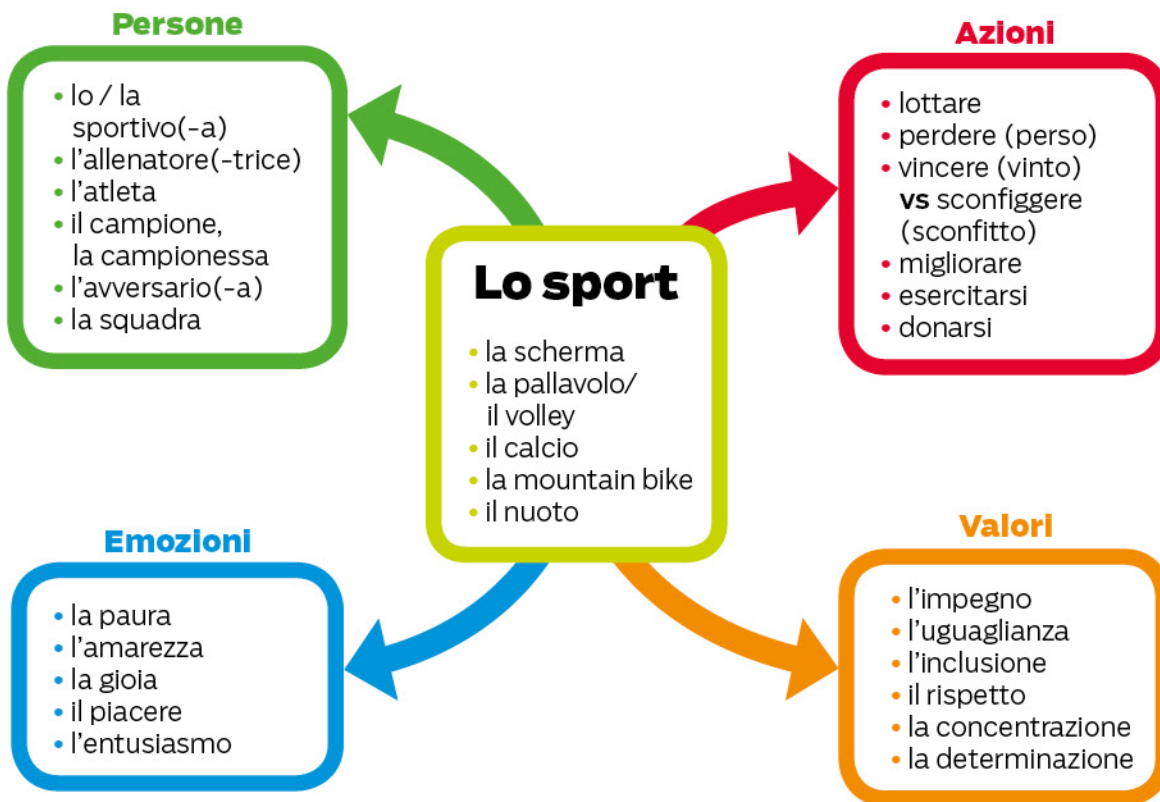 Persone
• lo / la
sportivo(-a)
• l'allenatore(-trice)
• l'atleta
• il campione,
la campionessa
• l'avversario(-a)
• la squadra
Azioni
• lottare
• perdere (perso)
• vincere (vinto)
vs sconfiggere
(sconfitto)
• migliorare
• esercitarsi
• donarsi
Lo sport
• la scherma
• la pallavolo/
il volley
• il calcio
• la mountain bike
• il nuoto
Emozioni
• la paura
• l'amarezza
• la gioia
• il piacere
• l'entusiasmo
Valori
• l'impegno
• l'uguaglianza
• l'inclusione
• il rispetto
• la concentrazione
• la determinazione